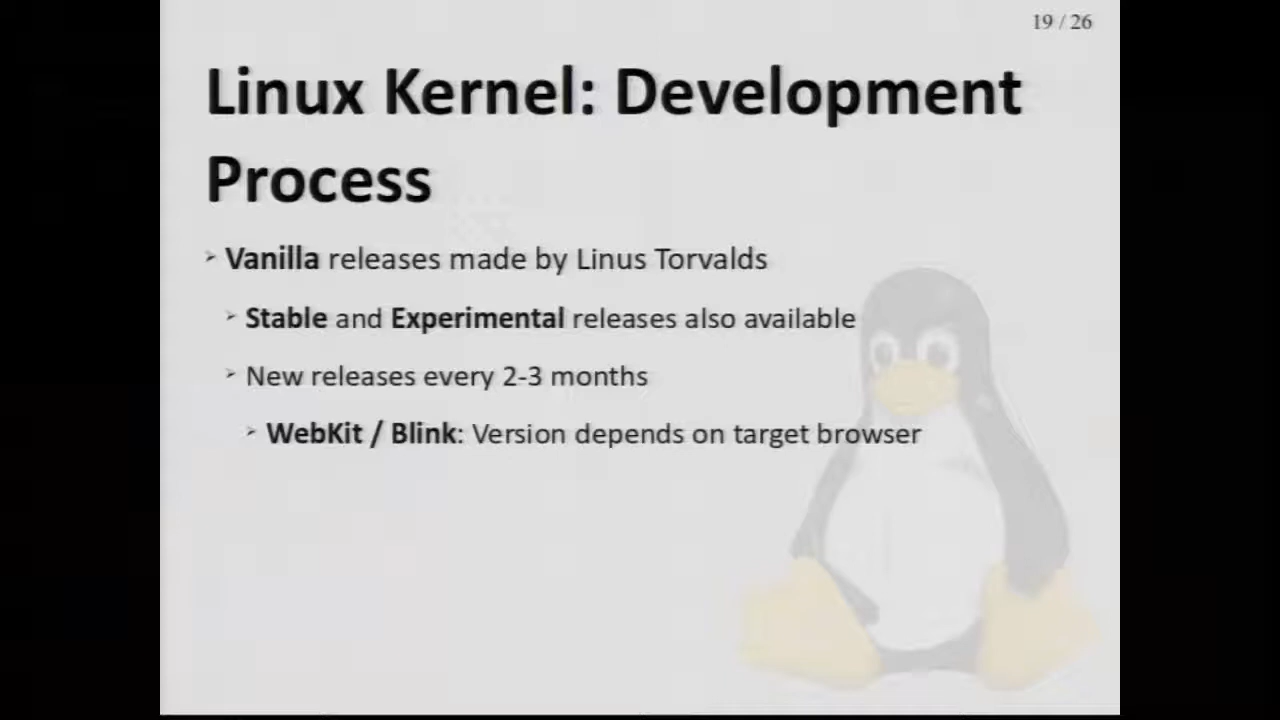 19 / 26
Linux Kernel: Development
Process
➢ Vanilla releases made by Linus Torvalds
➢ Stable and Experimental releases also available
➢ New releases every 2-3 months
➢ WebKit / Blink: Version depends on target browser